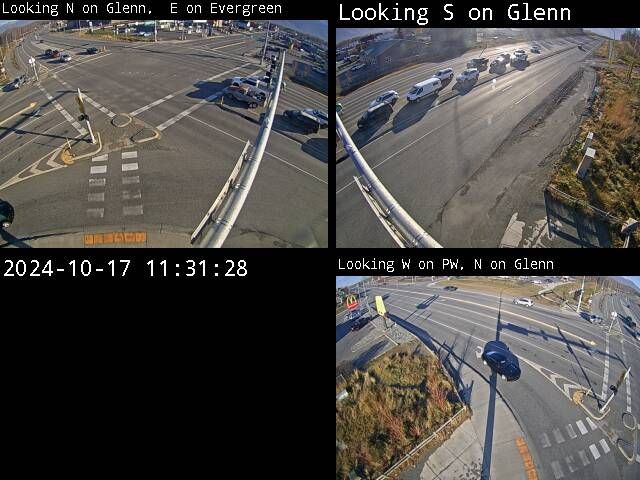 Looking N on Glenn,  E on Evergreen
Looking S on Glenn
2024-10-17 11:31:28
Looking W on PW, N on Glenn